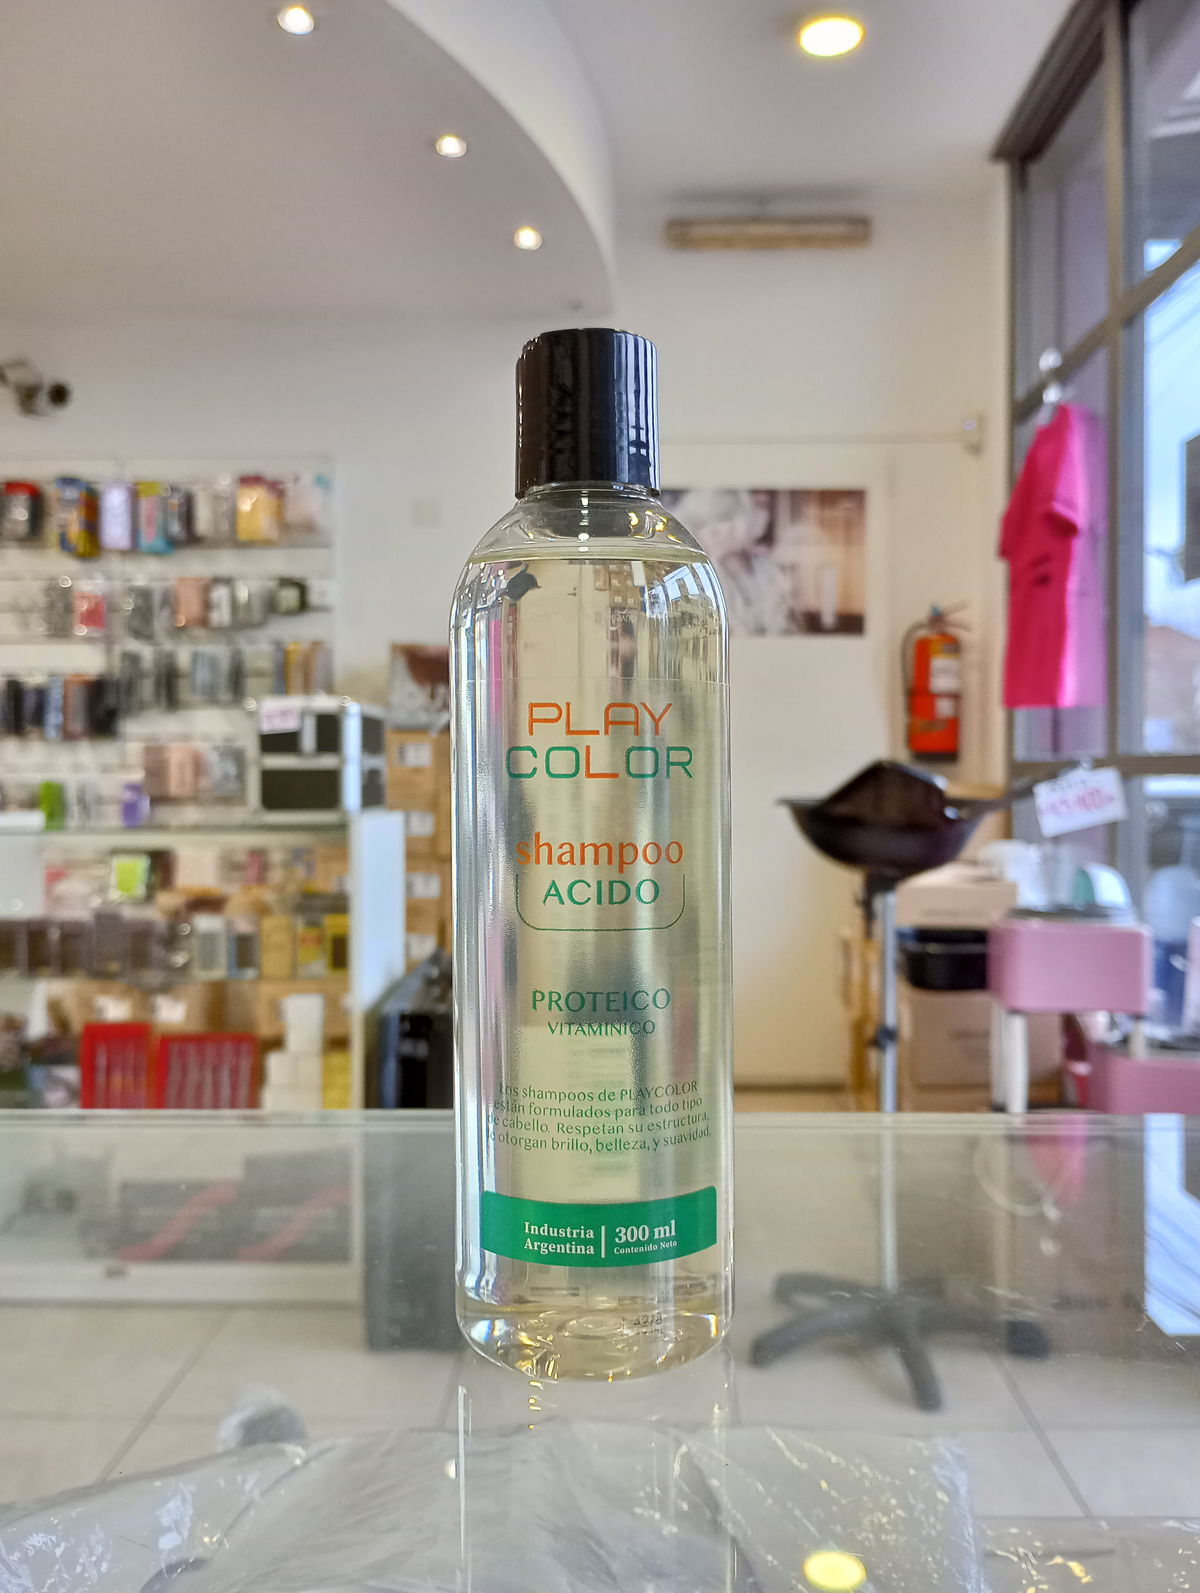 PLAY
COLOR
shampoo
ACIDO
PROTEICO
VITAMINICO
Los shampoos de PLAYCOLOR
están formulados para todo tipo
de cabello. Respetan su estructura,
le otorgan brillo, belleza, y suavidad.
Industria
Argentina
300 ml
Contenido Neto